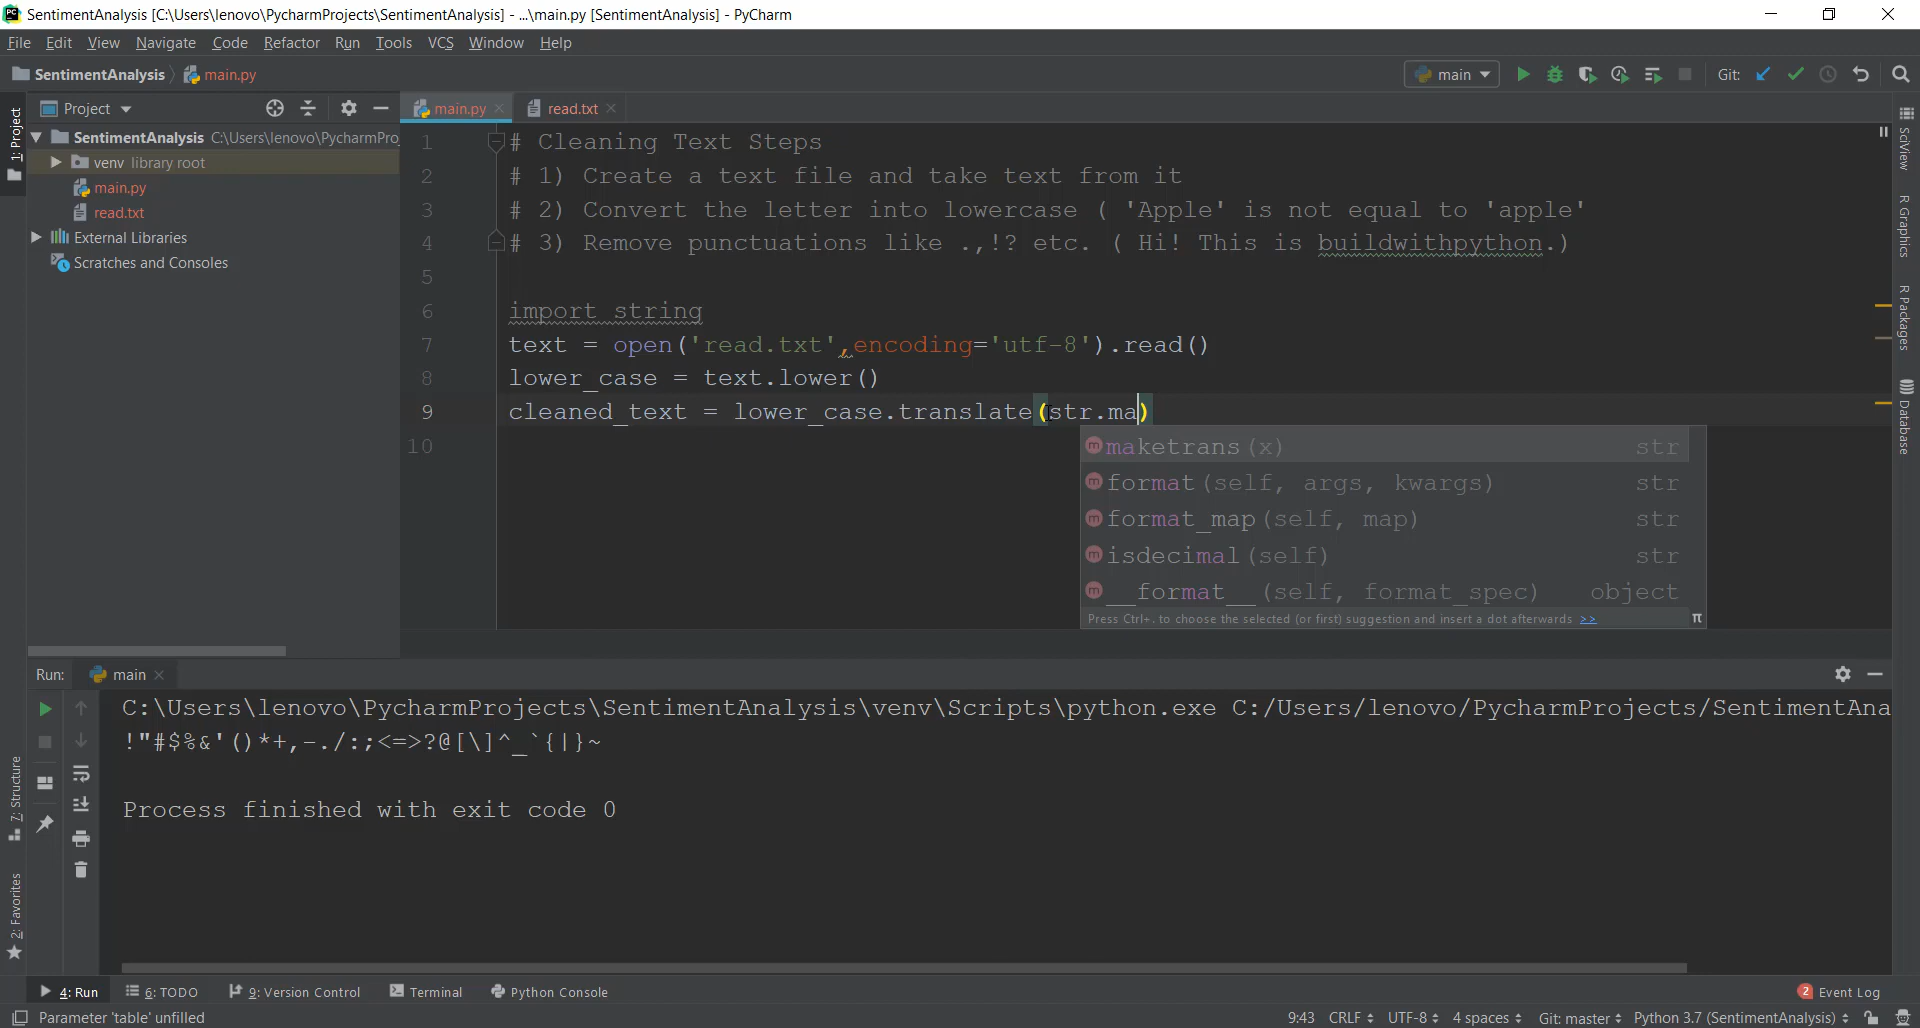 SentimentAnalysis [C:\Users\lenovo\PycharmProjects\SentimentAnalysis] - ...\main.py [SentimentAnalysis] - PyCharm
File Edit View Navigate Code Refactor Run Tools VCS Window Help
SentimentAnalysis main.py main Git:
Project main.py read.txt
1: Project
SentimentAnalysis C:\Users\lenovo\PycharmPro
venv library root
main.py
read.txt
External Libraries
Scratches and Consoles
1 # Cleaning Text Steps
2 # 1) Create a text file and take text from it
3 # 2) Convert the letter into lowercase ( 'Apple' is not equal to 'apple'
4 # 3) Remove punctuations like .,!? etc. ( Hi! This is buildwithpython.)
5
6 import string
7 text = open('read.txt',encoding='utf-8').read()
8 lower_case = text.lower()
9 cleaned_text = lower_case.translate(str.ma)
10
maketrans(x) str
format(self, args, kwargs) str
format_map(self, map) str
isdecimal(self) str
__format__(self, format_spec) object
Press Ctrl+. to choose the selected (or first) suggestion and insert a dot afterwards >> π
SciView
R Graphics
R Packages
Database
Run: main
C:\Users\lenovo\PycharmProjects\SentimentAnalysis\venv\Scripts\python.exe C:/Users/lenovo/PycharmProjects/SentimentAna
!"#$%&'()*+,-./:;<=>?@[\]^_`{|}~
Process finished with exit code 0
7: Structure
2: Favorites
4: Run 6: TODO 9: Version Control Terminal Python Console 2 Event Log
Parameter 'table' unfilled 9:43 CRLF UTF-8 4 spaces Git: master Python 3.7 (SentimentAnalysis)